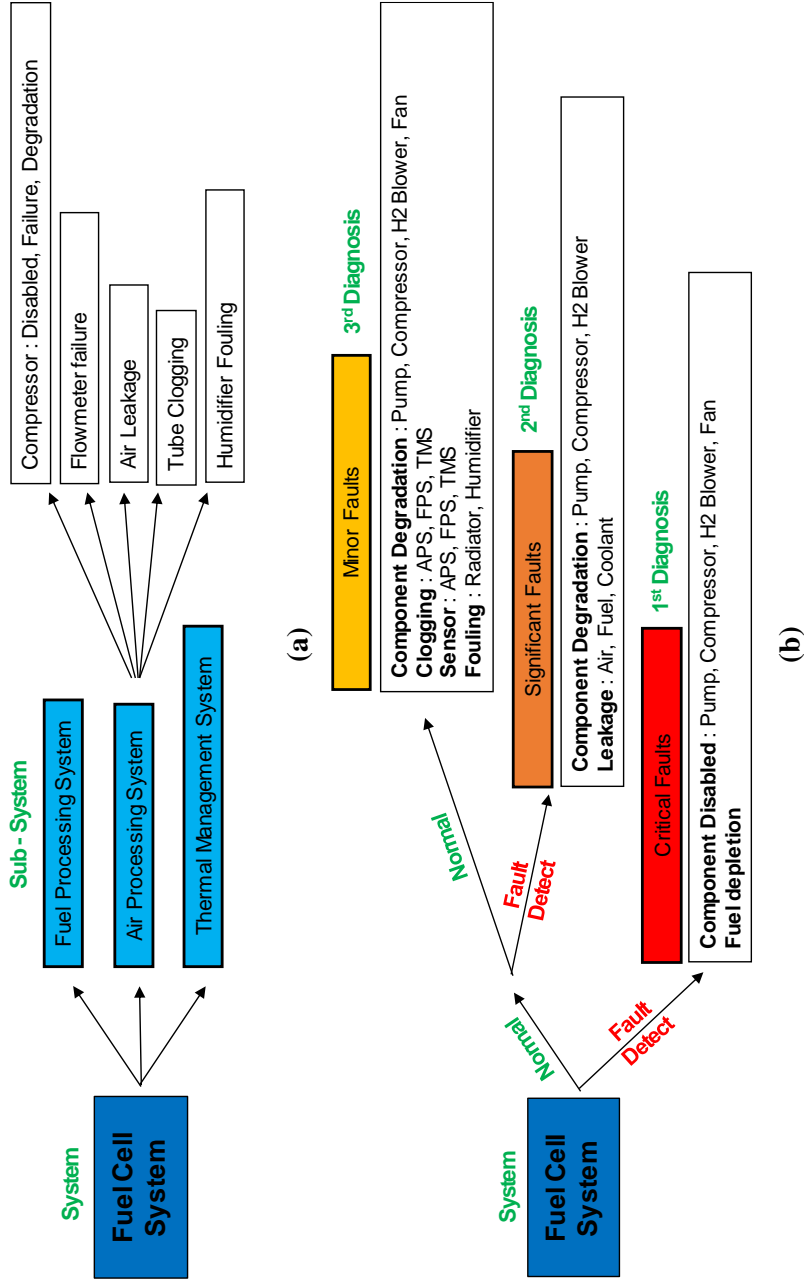 System
Fuel Cell
System
Sub - System
Fuel Processing System
Air Processing System
Thermal Management System
Compressor : Disabled, Failure, Degradation
Flowmeter failure
Air Leakage
Tube Clogging
Humidifier Fouling
(a)
System
Fuel Cell
System
Normal
Fault
Detect
Normal
Fault
Detect
Minor Faults
3rd Diagnosis
Component Degradation : Pump, Compressor, H2 Blower, Fan
Clogging : APS, FPS, TMS
Sensor : APS, FPS, TMS
Fouling : Radiator, Humidifier
Significant Faults
2nd Diagnosis
Component Degradation : Pump, Compressor, H2 Blower
Leakage : Air, Fuel, Coolant
Critical Faults
1st Diagnosis
Component Disabled : Pump, Compressor, H2 Blower, Fan
Fuel depletion
(b)